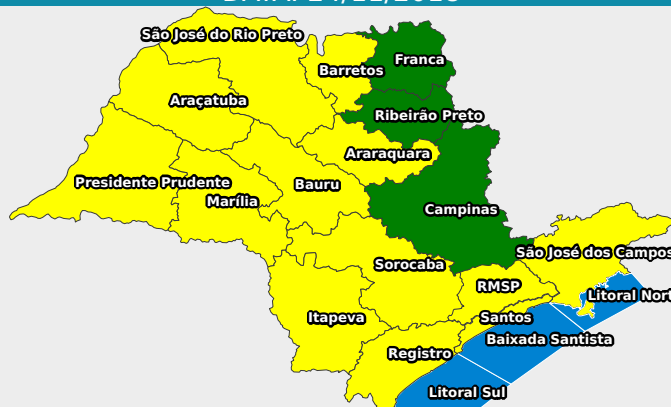 São José do Rio Preto
Franca
Barretos
Araçatuba
Ribeirão Preto
Araraquara
Presidente Prudente
Bauru
Marília
Campinas
São José dos Campos
Sorocaba
RMSP
Litoral Nort
Itapeva
Santos
Baixada Santista
Registro
Litoral Sul